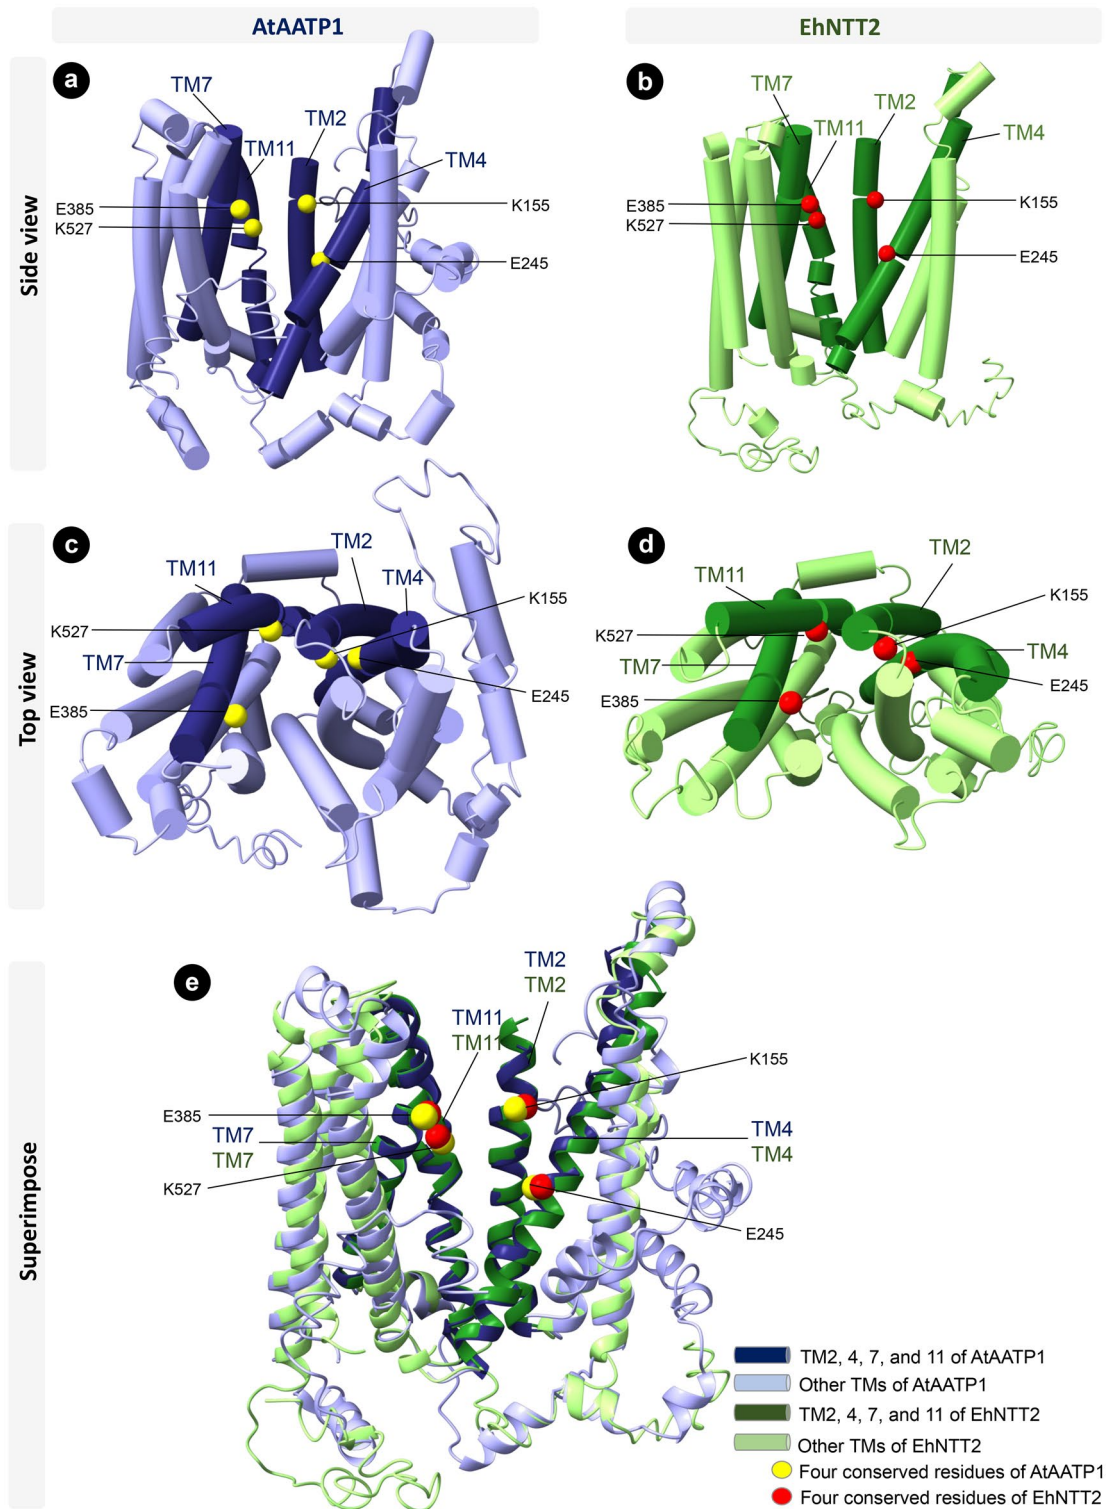 AtAATP1
EhNTT2
Side view
a
TM7
TM11
TM2
TM4
E385
K527
K155
E245
b
TM7
TM11
TM2
TM4
E385
K527
K155
E245
Top view
c
TM11
TM2
TM4
K155
K527
TM7
E385
E245
d
TM11
TM2
K155
K527
TM7
TM4
E385
E245
Superimpose
e
TM2
TM2
TM11
TM11
K155
E385
TM7
TM7
TM4
TM4
K527
E245
TM2, 4, 7, and 11 of AtAATP1
Other TMs of AtAATP1
TM2, 4, 7, and 11 of EhNTT2
Other TMs of EhNTT2
Four conserved residues of AtAATP1
Four conserved residues of EhNTT2